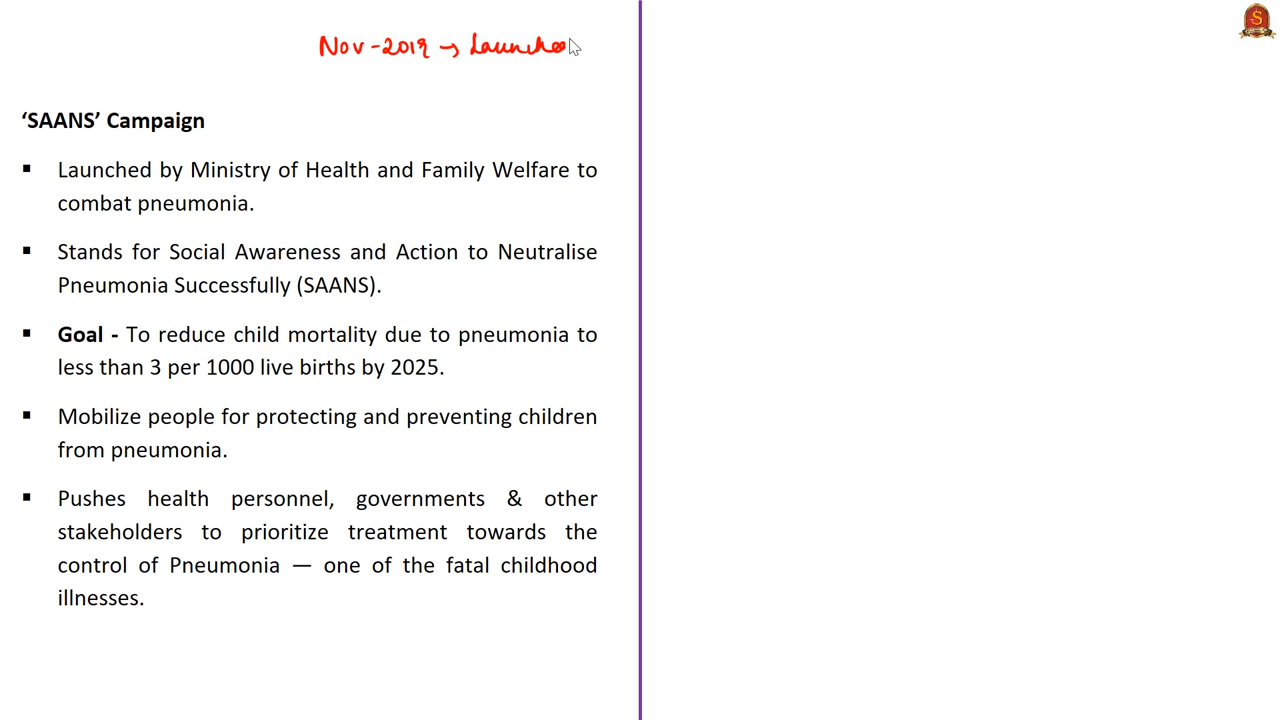 Nov-2019 → Launched
‘SAANS’ Campaign
▪ Launched by Ministry of Health and Family Welfare to
combat pneumonia.
▪ Stands for Social Awareness and Action to Neutralise
Pneumonia Successfully (SAANS).
▪ Goal - To reduce child mortality due to pneumonia to
less than 3 per 1000 live births by 2025.
▪ Mobilize people for protecting and preventing children
from pneumonia.
▪ Pushes health personnel, governments & other
stakeholders to prioritize treatment towards the
control of Pneumonia — one of the fatal childhood
illnesses.